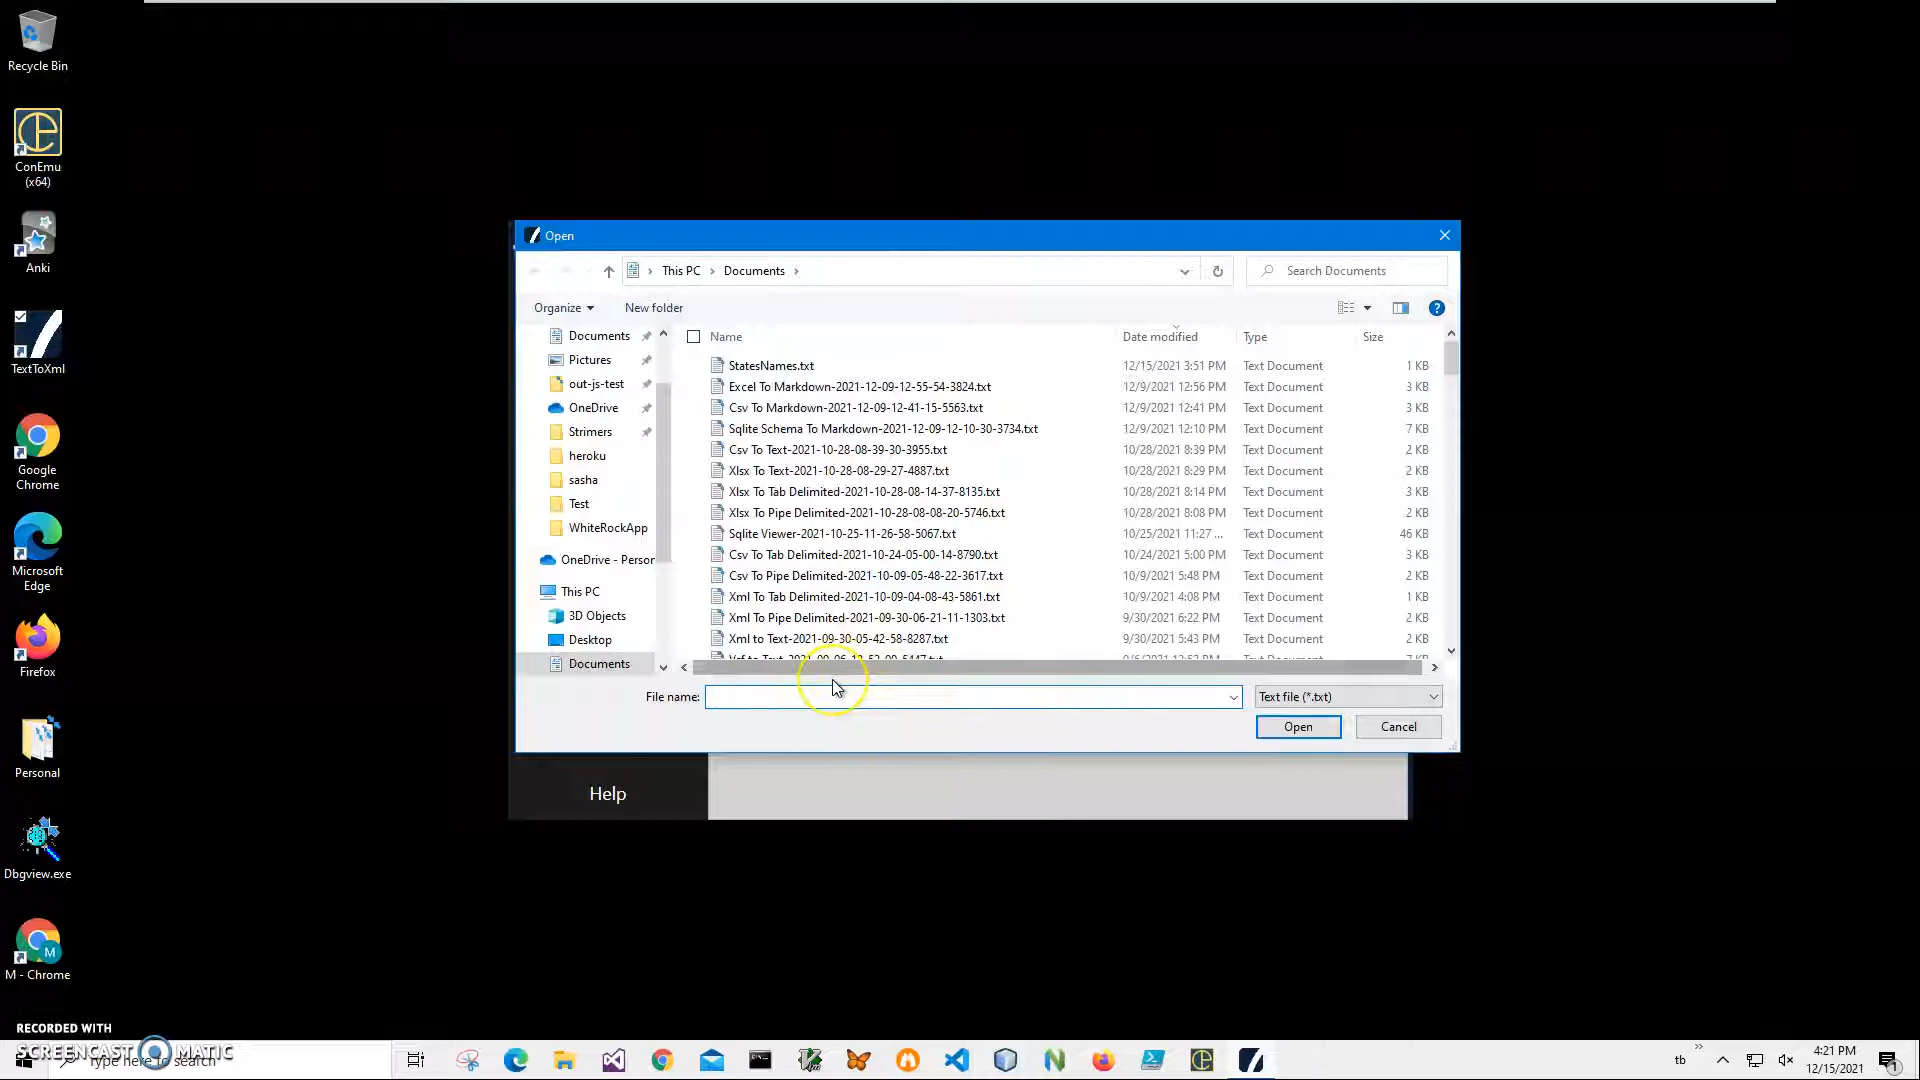 Recycle Bin
ConEmu
(x64)
Anki
TextToXml
Google
Chrome
Microsoft
Edge
Firefox
Personal
Dbgview.exe
M
M - Chrome
Open
This PC
Documents
Search Documents
Organize
New folder
?
Documents
Pictures
out-js-test
OneDrive
Strimers
heroku
sasha
Test
WhiteRockApp
OneDrive - Person
This PC
3D Objects
Desktop
Documents
Name Date modified Type Size
StatesNames.txt 12/15/2021 3:51 PM Text Document 1 KB
Excel To Markdown-2021-12-09-12-55-54-3824.txt 12/9/2021 12:56 PM Text Document 3 KB
Csv To Markdown-2021-12-09-12-41-15-5563.txt 12/9/2021 12:41 PM Text Document 3 KB
Sqlite Schema To Markdown-2021-12-09-12-10-30-3734.txt 12/9/2021 12:10 PM Text Document 7 KB
Csv To Text-2021-10-28-08-39-30-3955.txt 10/28/2021 8:39 PM Text Document 2 KB
Xlsx To Text-2021-10-28-08-29-27-4887.txt 10/28/2021 8:29 PM Text Document 2 KB
Xlsx To Tab Delimited-2021-10-28-08-14-37-8135.txt 10/28/2021 8:14 PM Text Document 3 KB
Xlsx To Pipe Delimited-2021-10-28-08-08-20-5746.txt 10/28/2021 8:08 PM Text Document 2 KB
Sqlite Viewer-2021-10-25-11-26-58-5067.txt 10/25/2021 11:27 ... Text Document 46 KB
Csv To Tab Delimited-2021-10-24-05-00-14-8790.txt 10/24/2021 5:00 PM Text Document 3 KB
Csv To Pipe Delimited-2021-10-09-05-48-22-3617.txt 10/9/2021 5:48 PM Text Document 2 KB
Xml To Tab Delimited-2021-10-09-04-08-43-5861.txt 10/9/2021 4:08 PM Text Document 1 KB
Xml To Pipe Delimited-2021-09-30-06-21-11-1303.txt 9/30/2021 6:22 PM Text Document 2 KB
Xml to Text-2021-09-30-05-42-58-8287.txt 9/30/2021 5:43 PM Text Document 2 KB
File name:
Text file (*.txt)
Open
Cancel
Help
RECORDED WITH
SCREENCAST MATIC
Type here to search
tb
4:21 PM
12/15/2021
1